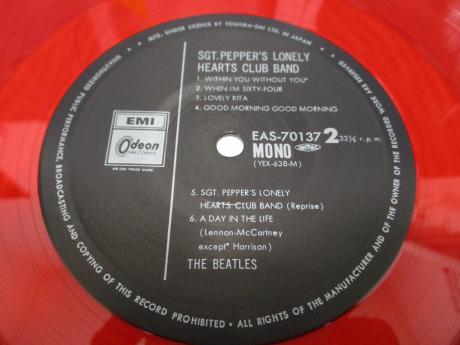 MFD. UNDER LICENCE BY TOSHIBA-EMI LTD. IN JAPAN •
SGT. PEPPER'S LONELY
HEARTS CLUB BAND
1. WITHIN YOU WITHOUT YOU*
2. WHEN I'M SIXTY-FOUR
3. LOVELY RITA
4. GOOD MORNING GOOD MORNING
EMI
Odeon
EAS-70137 2 33⅓ r.p.m.
MONO
(YEX-638-M)
5. SGT. PEPPER'S LONELY
HEARTS CLUB BAND (Reprise)
6. A DAY IN THE LIFE
(Lennon-McCartney
except* Harrison)
THE BEATLES
UNAUTHORIZED PUBLIC PERFORMANCE, BROADCASTING AND COPYING OF THIS RECORD PROHIBITED • ALL RIGHTS OF THE MANUFACTURER AND OF THE OWNER OF THE RECORDED WORK RESERVED